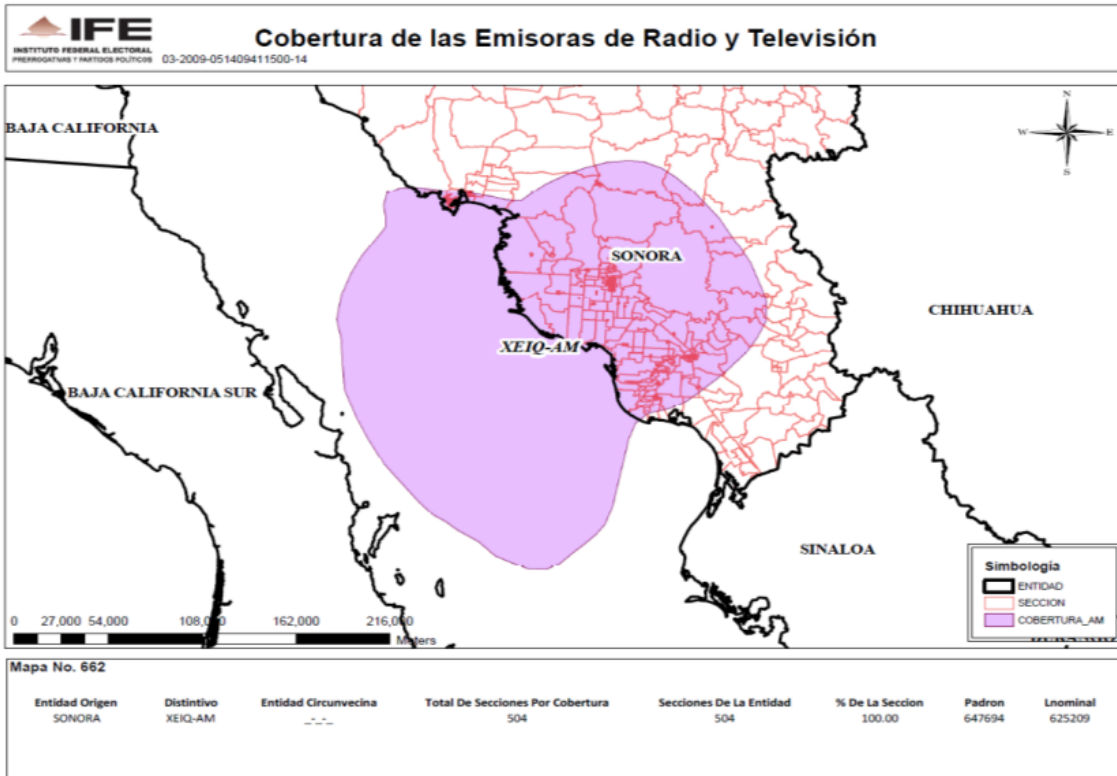 IFE
INSTITUTO FEDERAL ELECTORAL
PRERROGATIVAS Y PARTIDOS POLÍTICOS
03-2009-051409411500-14
Cobertura de las Emisoras de Radio y Televisión
BAJA CALIFORNIA
N
W E
S
SONORA
CHIHUAHUA
XEIQ-AM
BAJA CALIFORNIA SUR
SINALOA
Simbología
ENTIDAD
SECCION
COBERTURA_AM
0 27,000 54,000 108,000 162,000 216,000
Meters
Mapa No. 662
Entidad Origen Distintivo Entidad Circunvecina Total De Secciones Por Cobertura Secciones De La Entidad % De La Seccion Padron Lnominal
SONORA XEIQ-AM _-_-_ 504 504 100.00 647694 625209